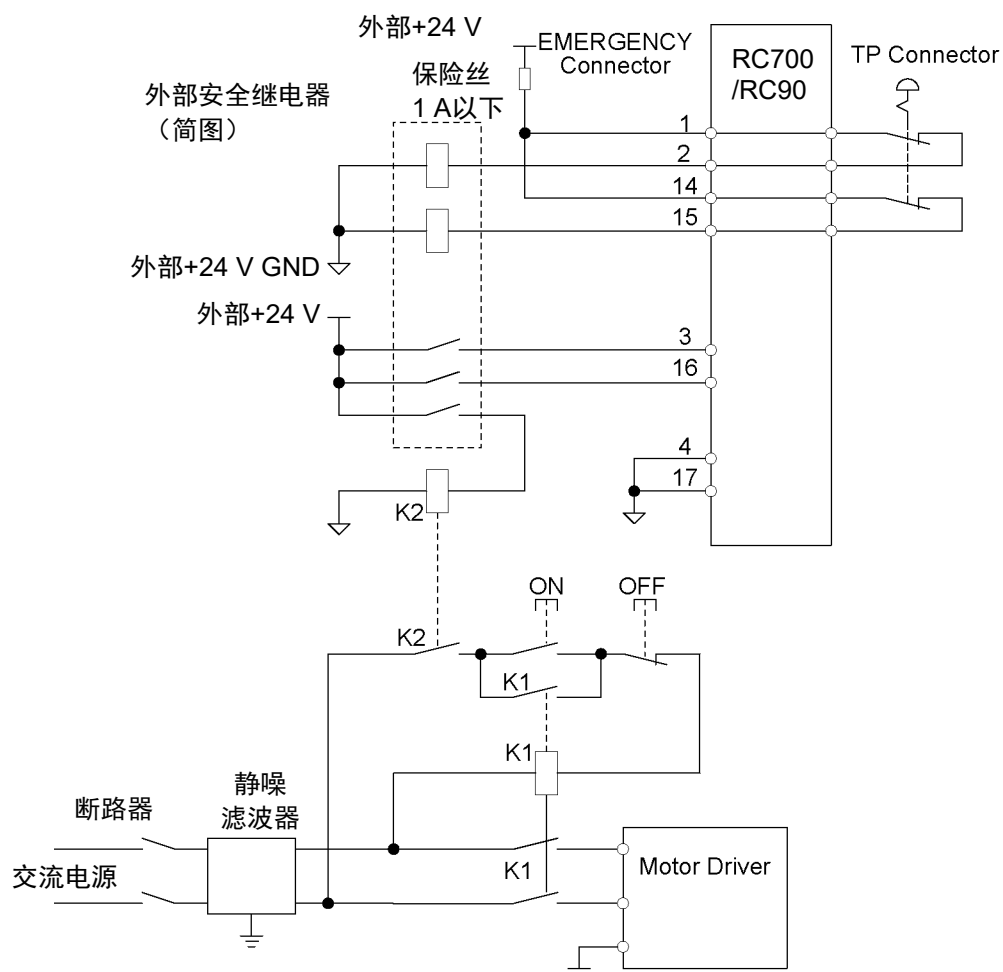 外部+24 V
EMERGENCY
Connector
RC700
/RC90
TP Connector
保险丝
1 A以下
外部安全继电器
（简图）
1
2
14
15
外部+24 V GND
外部+24 V
3
16
4
17
K2
ON
OFF
K2
K1
K1
静噪
滤波器
断路器
交流电源
K1
Motor Driver